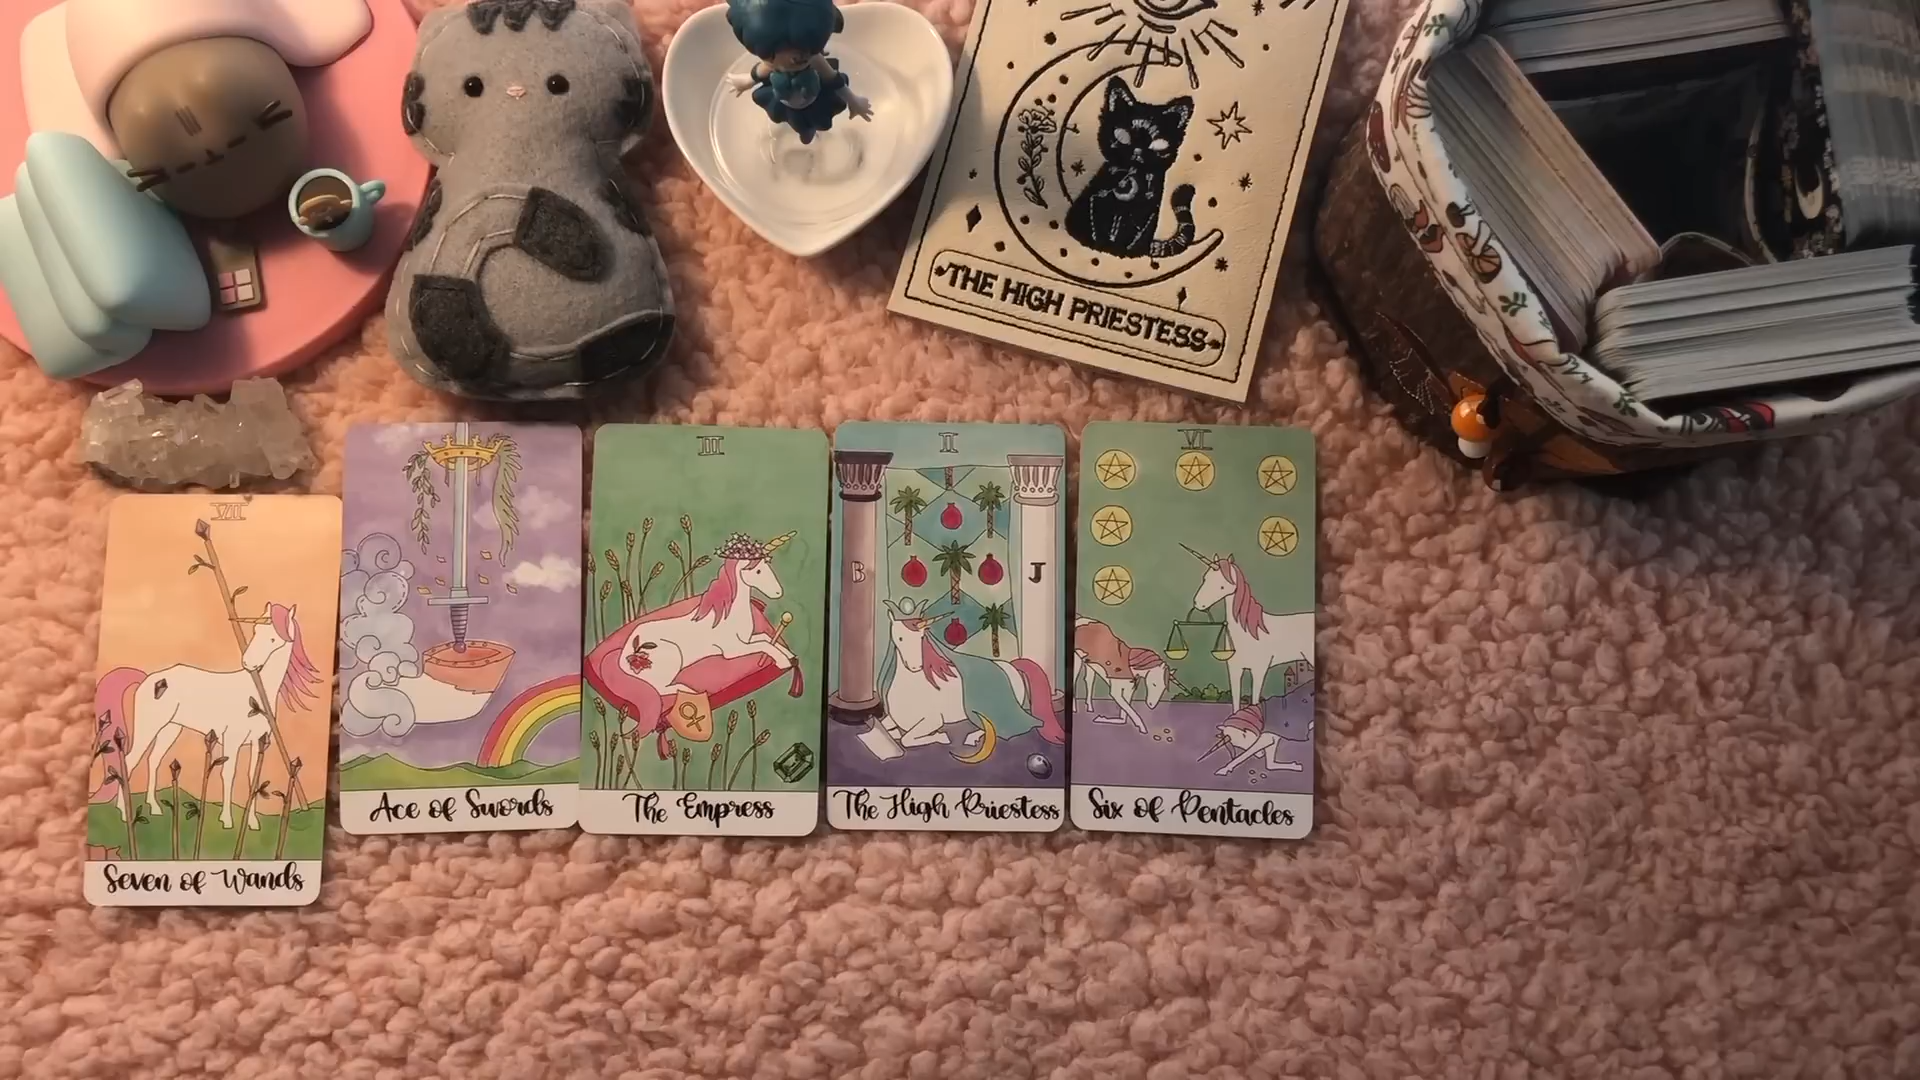 THE HIGH PRIESTESS
VII
Seven of Wands
Ace of Swords
III
The Empress
II
B
J
The High Priestess
VI
Six of Pentacles